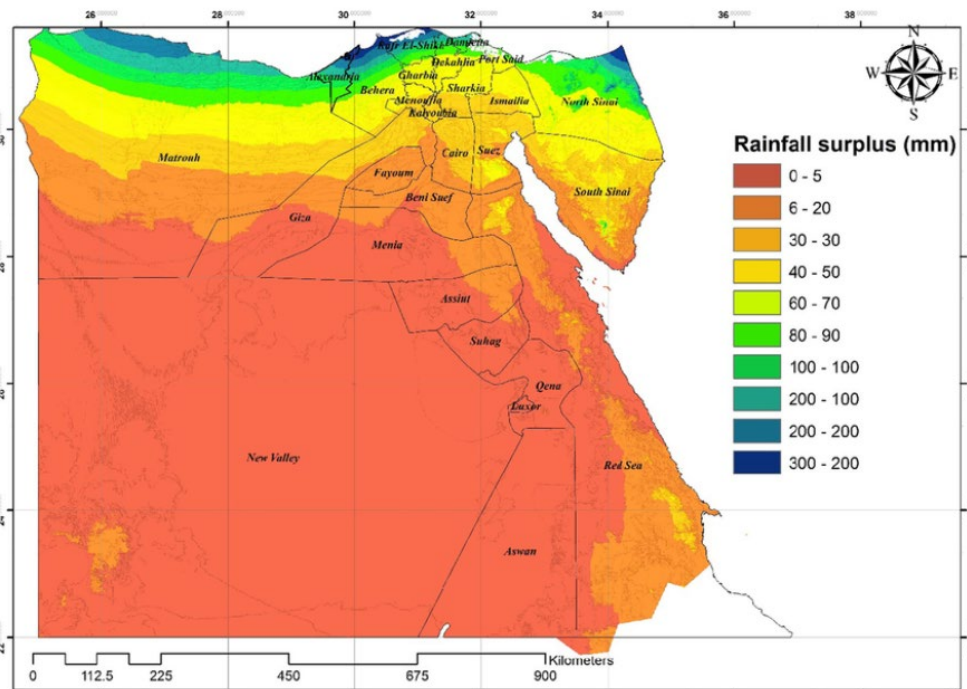 26
28
30
32
34
36
38
N
W E
S
Kafr El-Shikh
Damietta
Alexandria
Dekahlia
Port Said
Gharbia
Behera
Sharkia
Menoufia
Ismailia
North Sinai
Kalyoubia
Matrouh
Cairo
Suez
Fayoum
South Sinai
Beni Suef
Giza
Menia
Assiut
Suhag
Qena
Luxor
New Valley
Red Sea
Aswan
Rainfall surplus (mm)
0 - 5
6 - 20
30 - 30
40 - 50
60 - 70
80 - 90
100 - 100
200 - 100
200 - 200
300 - 200
24
22
Kilometers
0 112.5 225 450 675 900